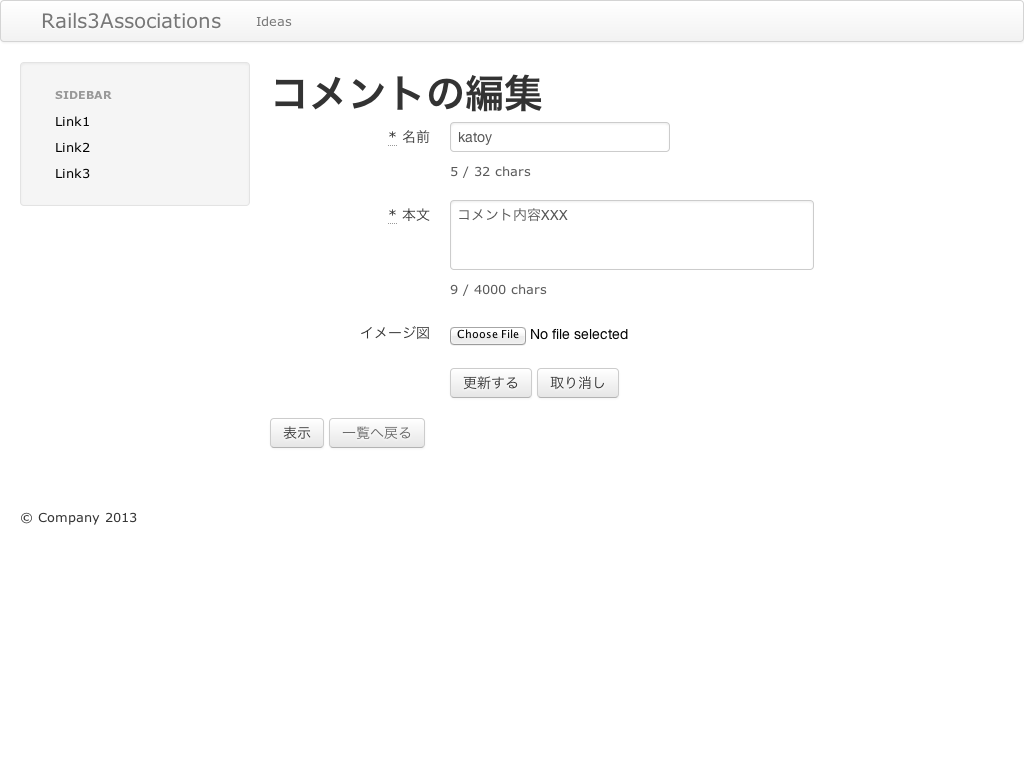 Rails3Associations Ideas
SIDEBAR
Link1
Link2
Link3
コメントの編集
* 名前 katoy
5 / 32 chars
* 本文 コメント内容XXX
9 / 4000 chars
イメージ図 Choose File No file selected
更新する 取り消し
表示 一覧へ戻る
© Company 2013